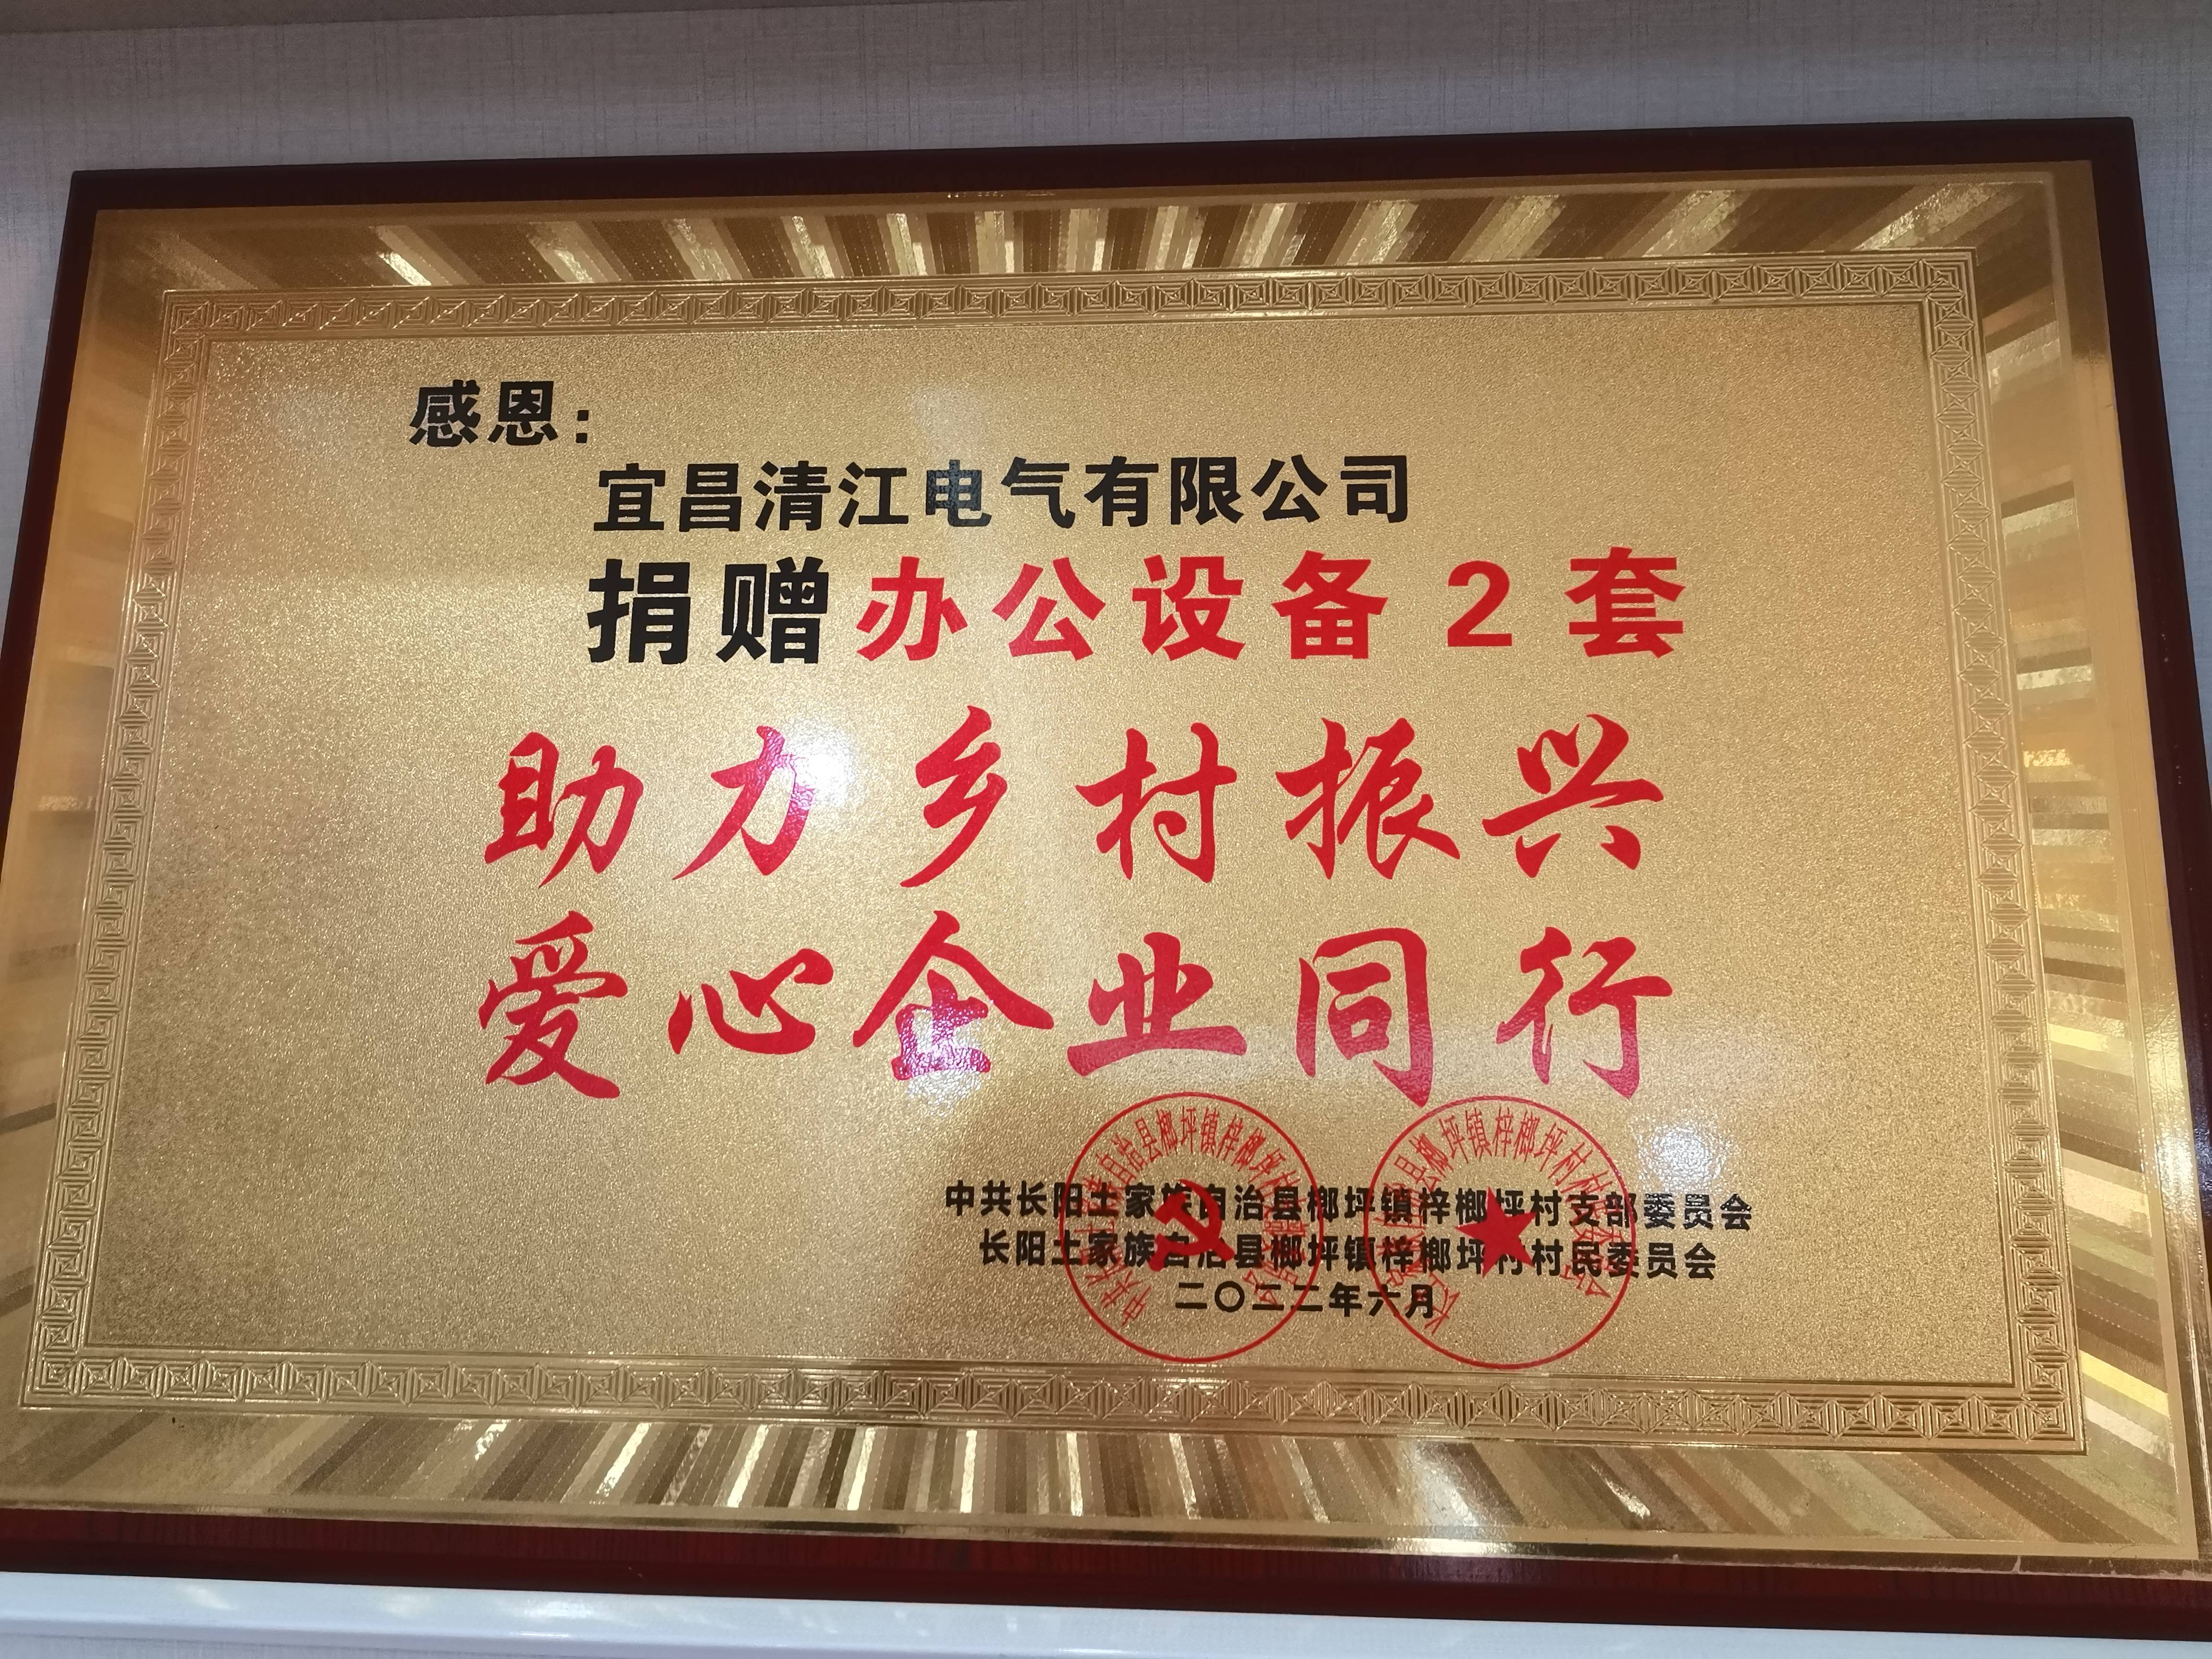 感恩：
宜昌清江电气有限公司
捐赠办公设备2套
助力乡村振兴
爱心企业同行
中共长阳土家族自治县榔坪镇梓榔坪村支部委员会
长阳土家族自治县榔坪镇梓榔坪村村民委员会
二〇二二年六月